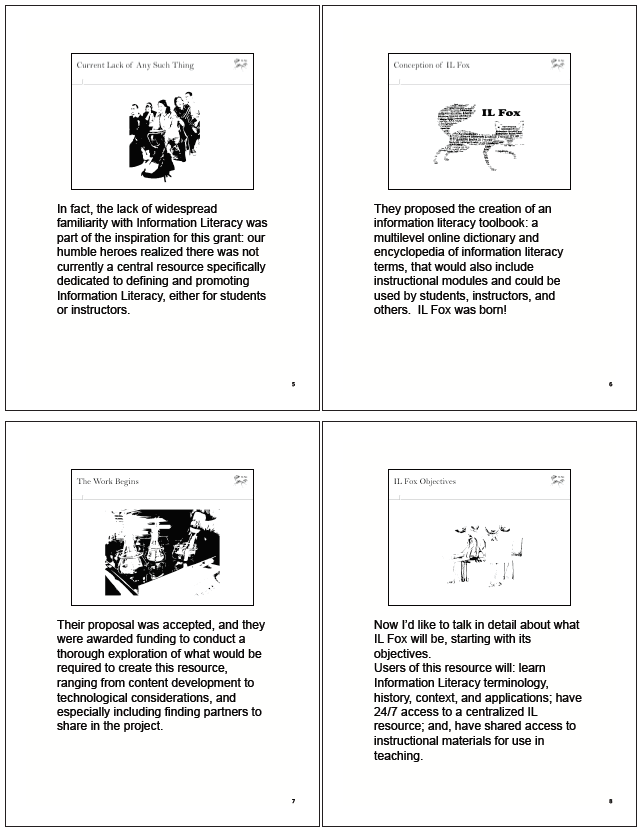 Current Lack of Any Such Thing
In fact, the lack of widespread
familiarity with Information Literacy was
part of the inspiration for this grant: our
humble heroes realized there was not
currently a central resource specifically
dedicated to defining and promoting
Information Literacy, either for students
or instructors.
5
Conception of IL Fox
IL Fox
They proposed the creation of an
information literacy toolbook: a
multilevel online dictionary and
encyclopedia of information literacy
terms, that would also include
instructional modules and could be
used by students, instructors, and
others.  IL Fox was born!
6
The Work Begins
Their proposal was accepted, and they
were awarded funding to conduct a
thorough exploration of what would be
required to create this resource,
ranging from content development to
technological considerations, and
especially including finding partners to
share in the project.
7
IL Fox Objectives
Now I'd like to talk in detail about what
IL Fox will be, starting with its
objectives.
Users of this resource will: learn
Information Literacy terminology,
history, context, and applications; have
24/7 access to a centralized IL
resource; and, have shared access to
instructional materials for use in
teaching.
8